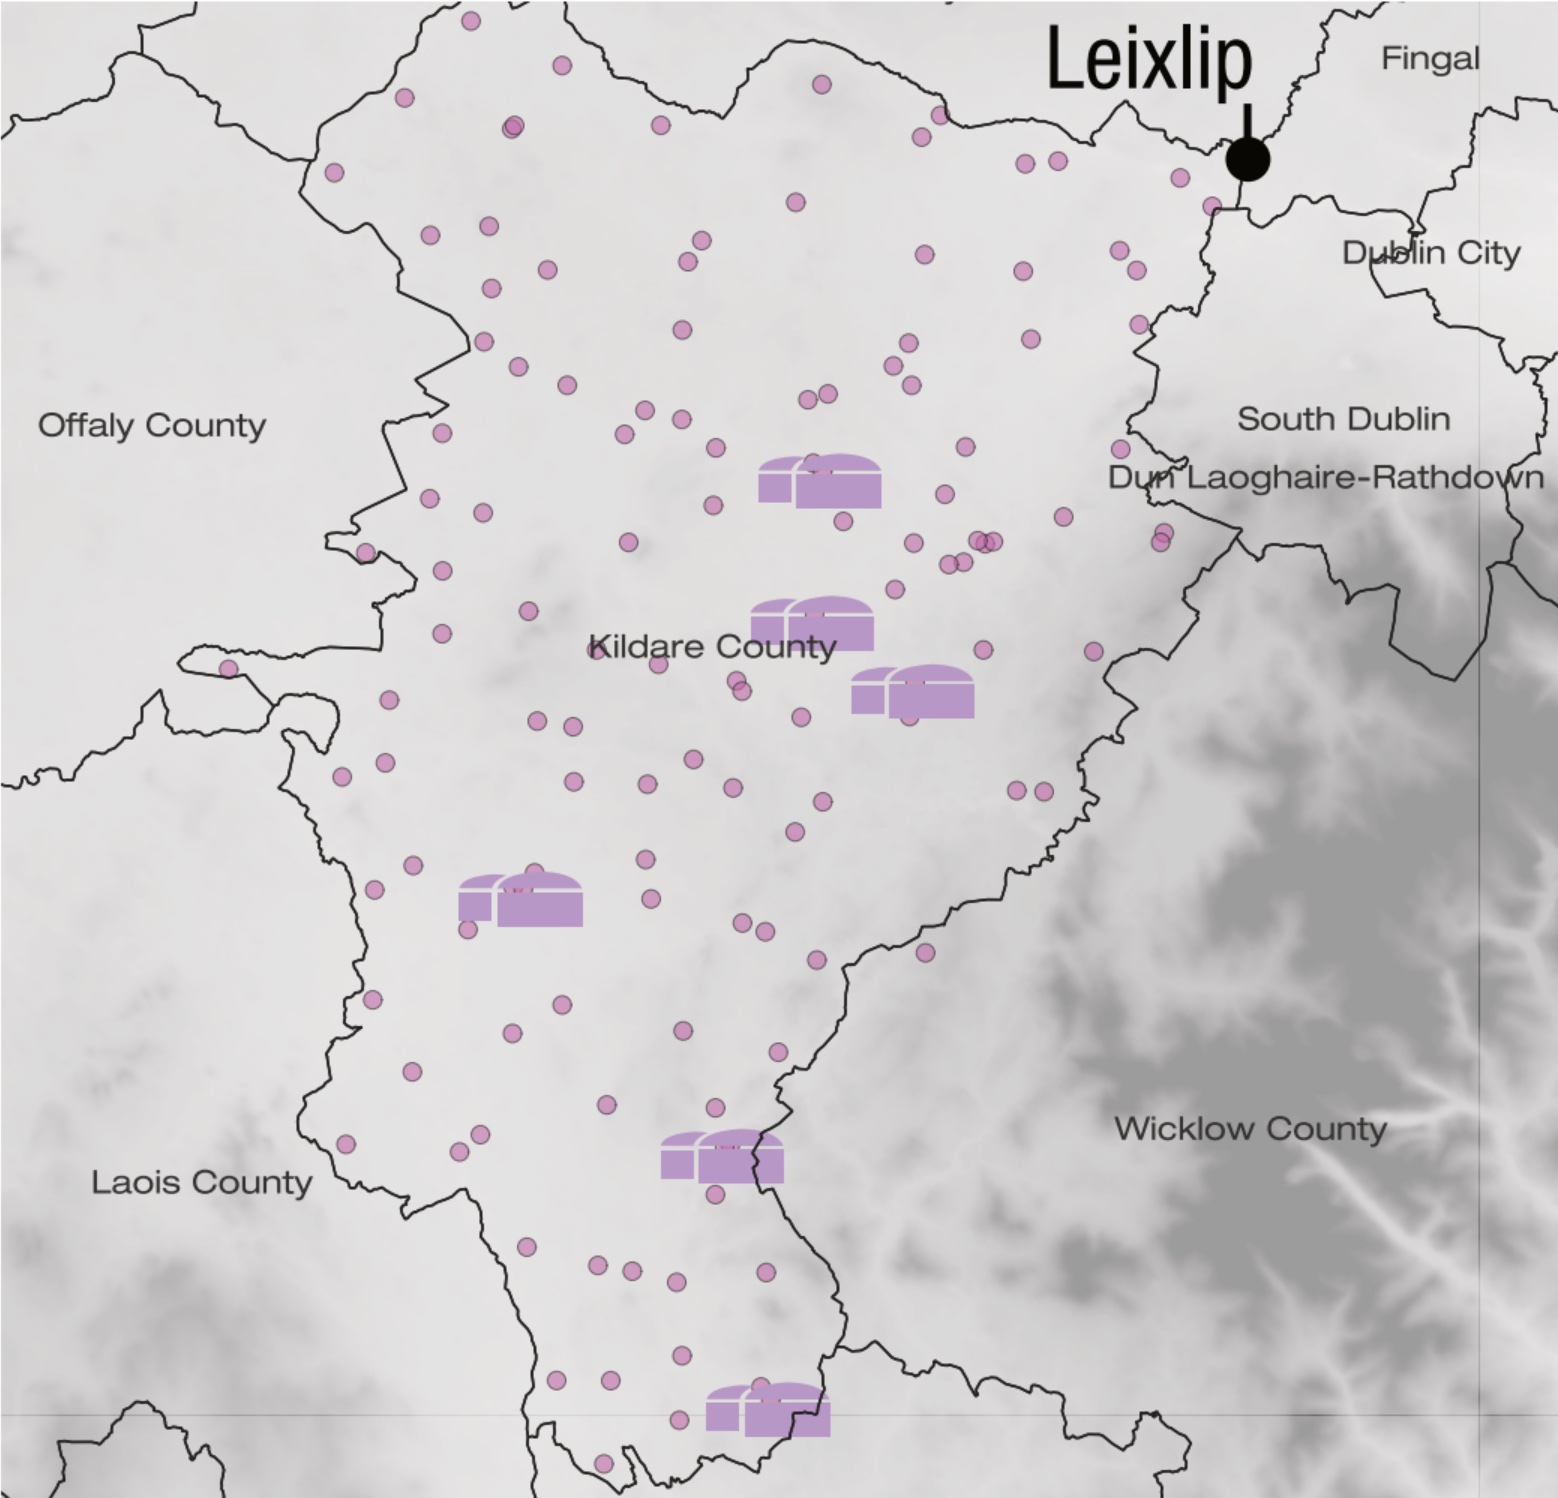 Leixlip
Fingal
Dublin City
Offaly County
South Dublin
Dun Laoghaire-Rathdown
Kildare County
Wicklow County
Laois County